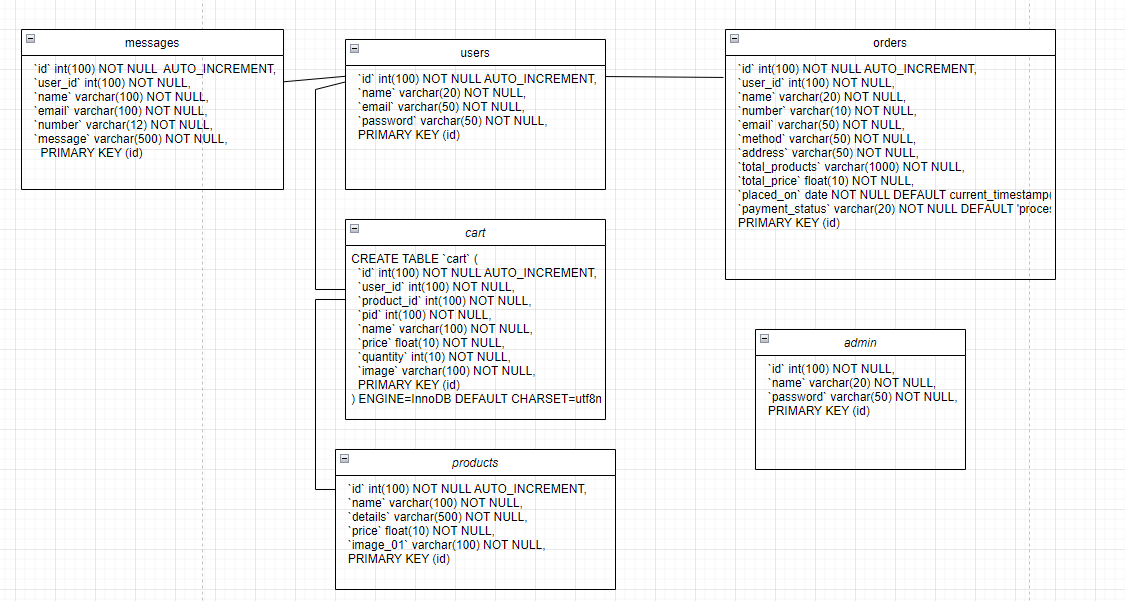 messages
`id` int(100) NOT NULL  AUTO_INCREMENT,
`user_id` int(100) NOT NULL,
`name` varchar(100) NOT NULL,
`email` varchar(100) NOT NULL,
`number` varchar(12) NOT NULL,
`message` varchar(500) NOT NULL,
PRIMARY KEY (id)
users
`id` int(100) NOT NULL AUTO_INCREMENT,
`name` varchar(20) NOT NULL,
`email` varchar(50) NOT NULL,
`password` varchar(50) NOT NULL,
PRIMARY KEY (id)
orders
`id` int(100) NOT NULL AUTO_INCREMENT,
`user_id` int(100) NOT NULL,
`name` varchar(20) NOT NULL,
`number` varchar(10) NOT NULL,
`email` varchar(50) NOT NULL,
`method` varchar(50) NOT NULL,
`address` varchar(50) NOT NULL,
`total_products` varchar(1000) NOT NULL,
`total_price` float(10) NOT NULL,
`placed_on` date NOT NULL DEFAULT current_timestamp(
`payment_status` varchar(20) NOT NULL DEFAULT 'proces
PRIMARY KEY (id)
cart
CREATE TABLE `cart` (
`id` int(100) NOT NULL AUTO_INCREMENT,
`user_id` int(100) NOT NULL,
`product_id` int(100) NOT NULL,
`pid` int(100) NOT NULL,
`name` varchar(100) NOT NULL,
`price` float(10) NOT NULL,
`quantity` int(10) NOT NULL,
`image` varchar(100) NOT NULL,
PRIMARY KEY (id)
) ENGINE=InnoDB DEFAULT CHARSET=utf8n
admin
`id` int(100) NOT NULL,
`name` varchar(20) NOT NULL,
`password` varchar(50) NOT NULL,
PRIMARY KEY (id)
products
`id` int(100) NOT NULL AUTO_INCREMENT,
`name` varchar(100) NOT NULL,
`details` varchar(500) NOT NULL,
`price` float(10) NOT NULL,
`image_01` varchar(100) NOT NULL,
PRIMARY KEY (id)